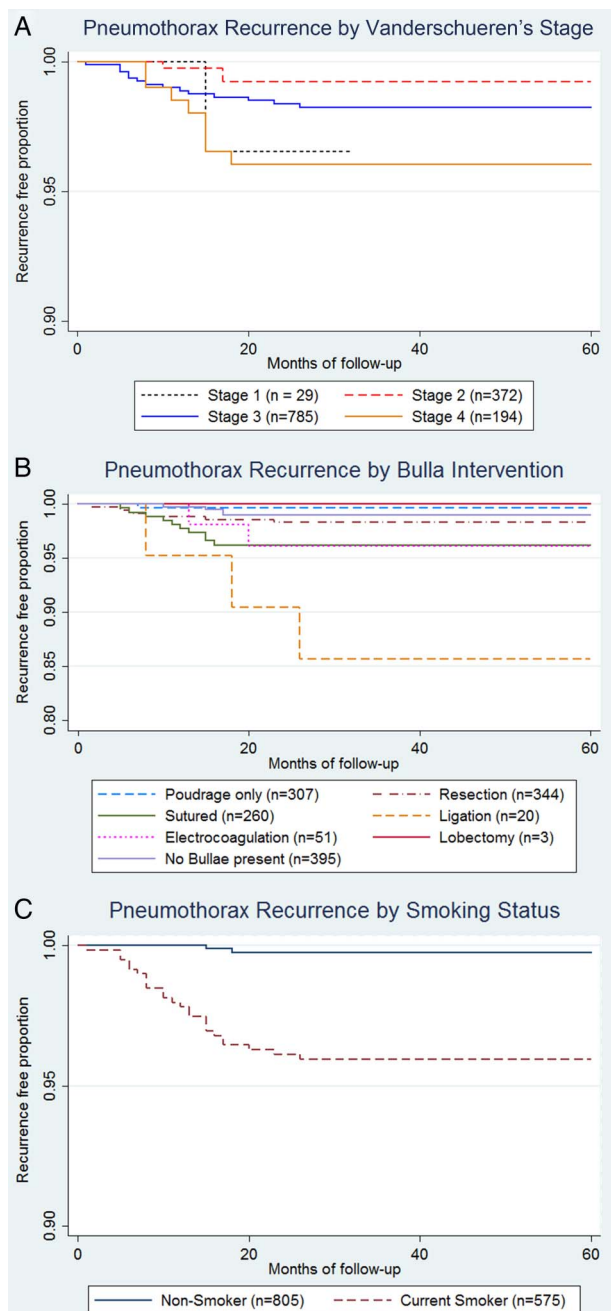 A
Pneumothorax Recurrence by Vanderschueren's Stage
Recurrence free proportion
1.00
0.95
0.90
0
20
40
60
Months of follow-up
Stage 1 (n = 29)
Stage 2 (n=372)
Stage 3 (n=785)
Stage 4 (n=194)
B
Pneumothorax Recurrence by Bulla Intervention
Recurrence free proportion
1.00
0.95
0.90
0.85
0.80
0
20
40
60
Months of follow-up
Poudrage only (n=307)
Resection (n=344)
Sutured (n=260)
Ligation (n=20)
Electrocoagulation (n=51)
Lobectomy (n=3)
No Bullae present (n=395)
C
Pneumothorax Recurrence by Smoking Status
Recurrence free proportion
1.00
0.95
0.90
0
20
40
60
Months of follow-up
Non-Smoker (n=805)
Current Smoker (n=575)